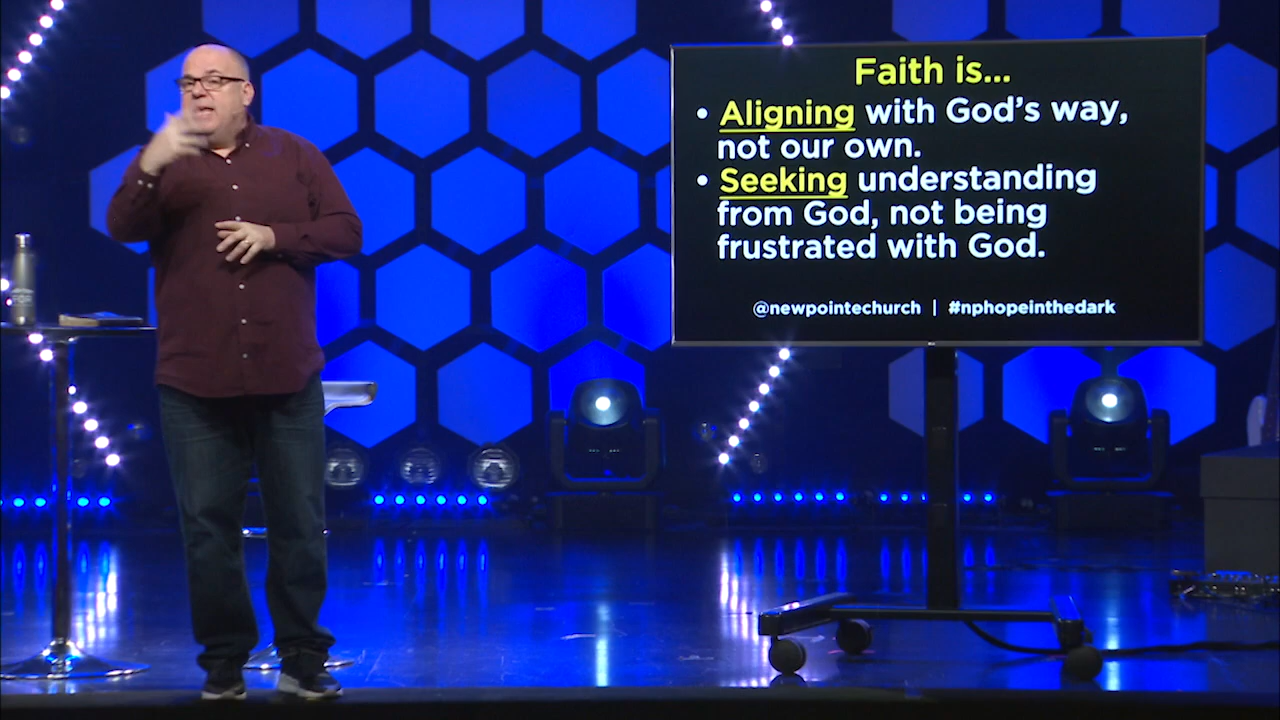 Faith is...
• Aligning with God's way,
not our own.
• Seeking understanding
from God, not being
frustrated with God.
@newpointechurch | #nphopeinthedark